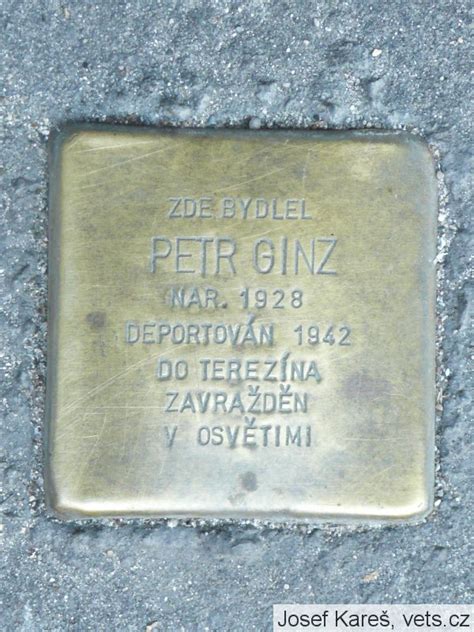 ZDE BYDLEL
PETR GINZ
NAR. 1928
DEPORTOVÁN 1942
DO TEREZÍNA
ZAVRAŽDĚN
V OSVĚTIMI
Josef Kareš, vets.cz